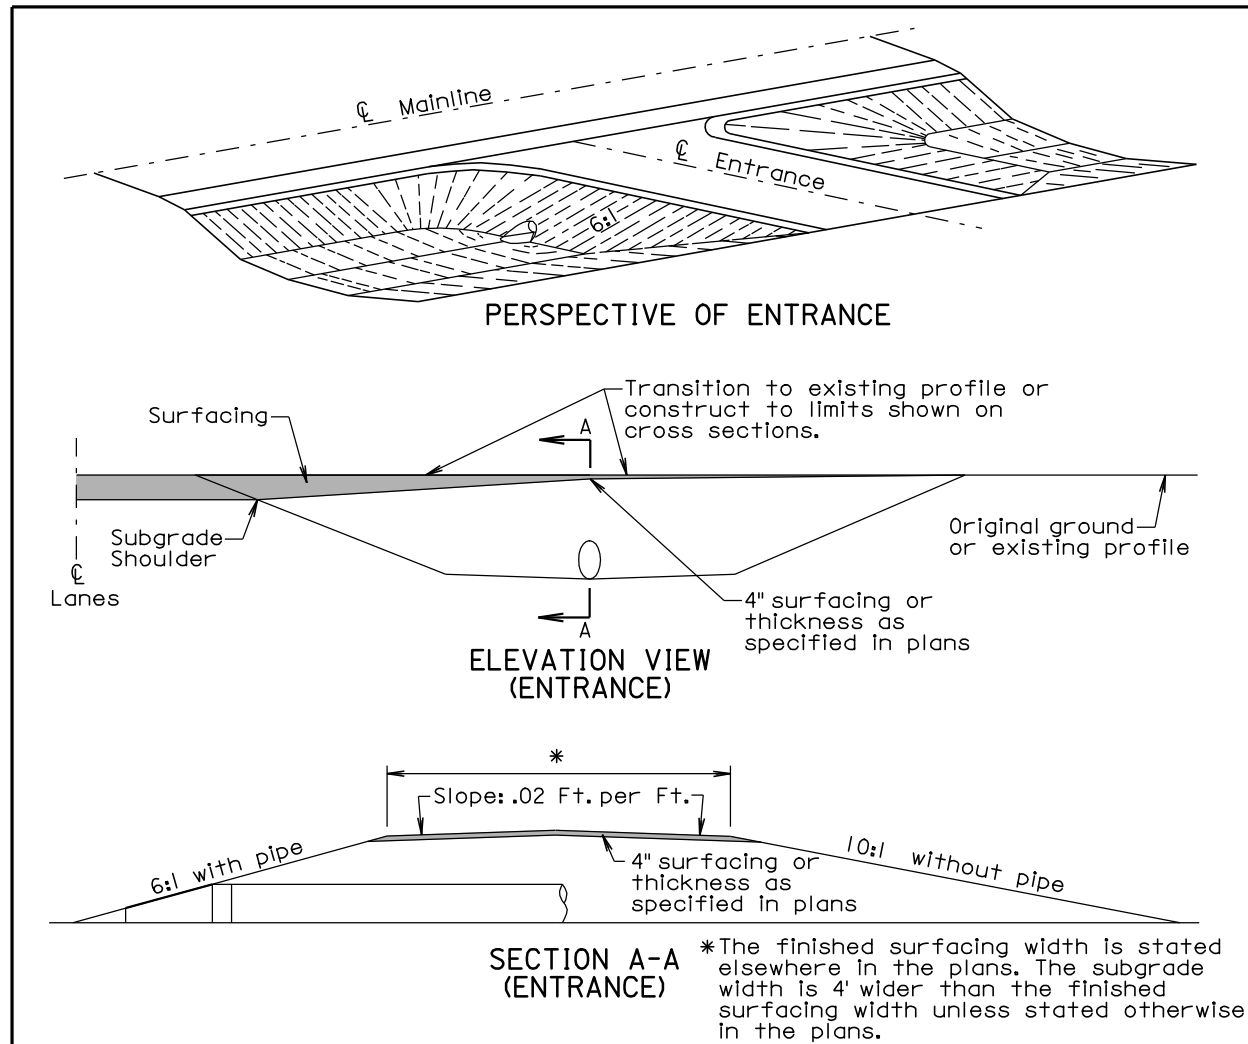 ℄ Mainline
℄ Entrance
6:1
PERSPECTIVE OF ENTRANCE
Transition to existing profile or
construct to limits shown on
cross sections.
Surfacing
A
Subgrade
Shoulder
Original ground
or existing profile
℄
Lanes
4" surfacing or
thickness as
specified in plans
A
ELEVATION VIEW
(ENTRANCE)
*
Slope: .02 Ft. per Ft.
6:1 with pipe
10:1 without pipe
4" surfacing or
thickness as
specified in plans
SECTION A-A
(ENTRANCE)
*The finished surfacing width is stated
elsewhere in the plans. The subgrade
width is 4' wider than the finished
surfacing width unless stated otherwise
in the plans.